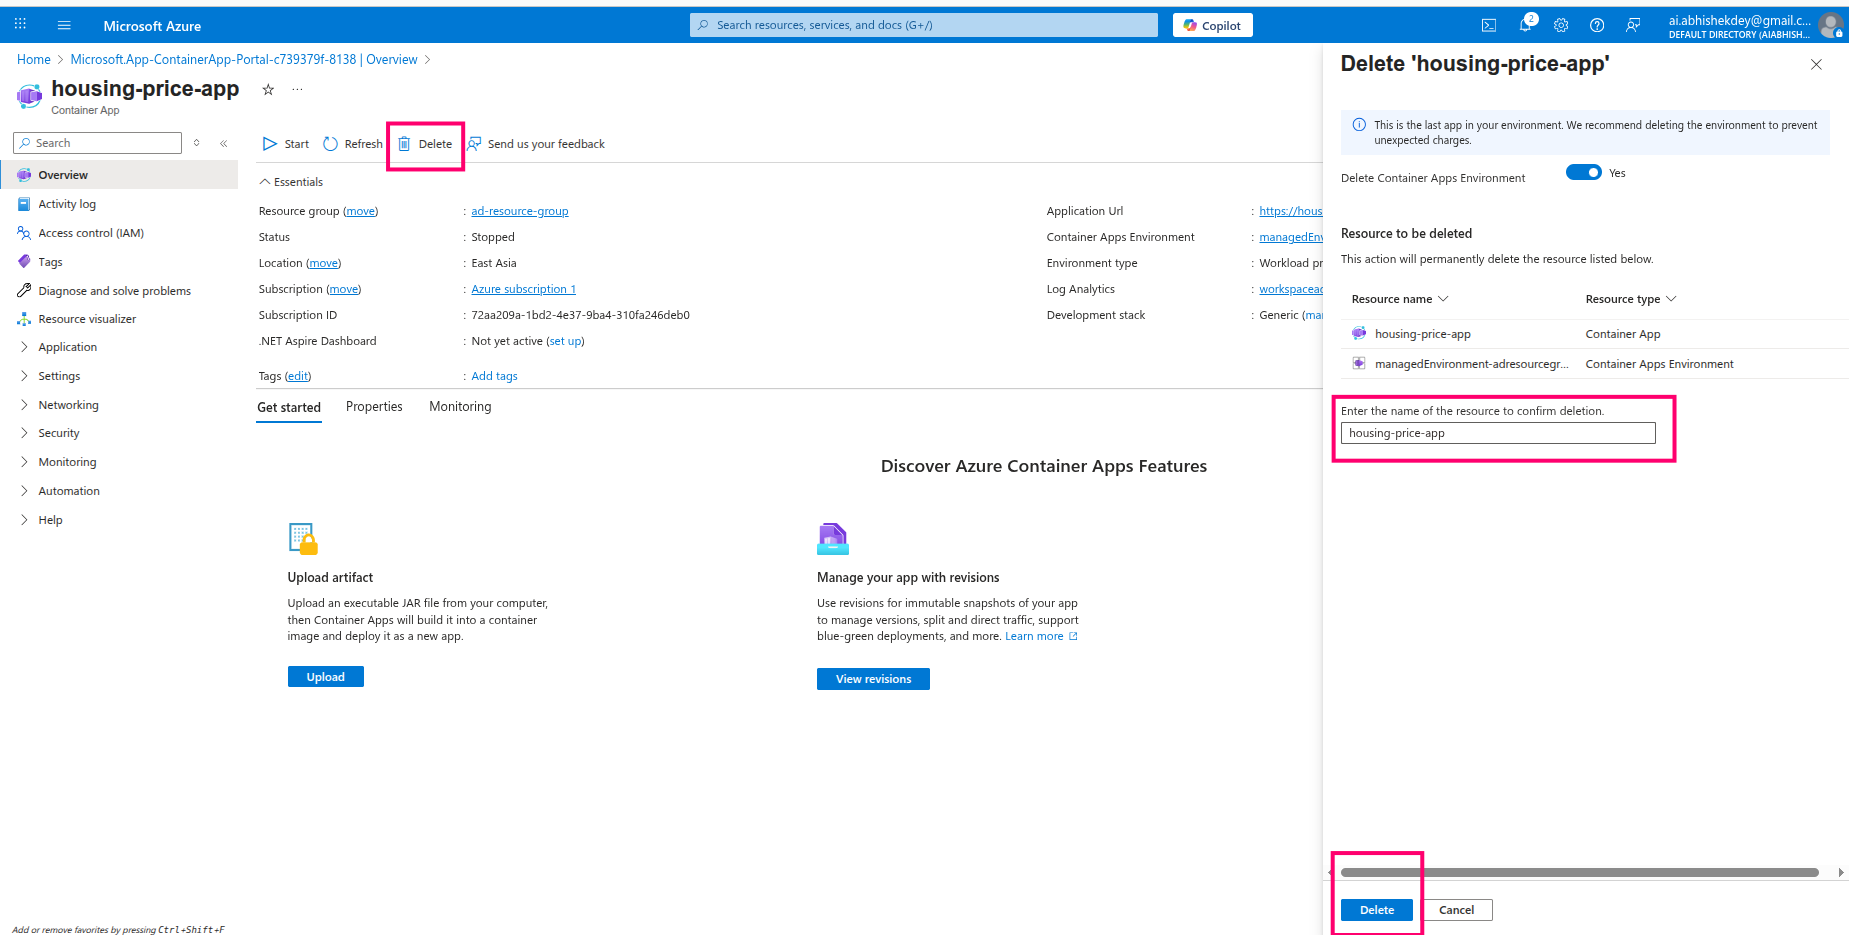 Microsoft Azure
Search resources, services, and docs (G+/)
Copilot
2
ai.abhishekdey@gmail.c...
DEFAULT DIRECTORY (AIABHISH...
Home > Microsoft.App-ContainerApp-Portal-c739379f-8138 | Overview >
housing-price-app
Container App
Search
Overview
Activity log
Access control (IAM)
Tags
Diagnose and solve problems
Resource visualizer
Application
Settings
Networking
Security
Monitoring
Automation
Help
Add or remove favorites by pressing Ctrl+Shift+F
Start Refresh Delete Send us your feedback
Essentials
Resource group (move) : ad-resource-group
Status : Stopped
Location (move) : East Asia
Subscription (move) : Azure subscription 1
Subscription ID : 72aa209a-1bd2-4e37-9ba4-310fa246deb0
.NET Aspire Dashboard : Not yet active (set up)
Tags (edit) : Add tags
Application Url : https://hous
Container Apps Environment : managedEnv
Environment type : Workload pr
Log Analytics : workspacead
Development stack : Generic (mar
Get started Properties Monitoring
Discover Azure Container Apps Features
Upload artifact
Upload an executable JAR file from your computer,
then Container Apps will build it into a container
image and deploy it as a new app.
Upload
Manage your app with revisions
Use revisions for immutable snapshots of your app
to manage versions, split and direct traffic, support
blue-green deployments, and more. Learn more
View revisions
Delete 'housing-price-app'
This is the last app in your environment. We recommend deleting the environment to prevent
unexpected charges.
Delete Container Apps Environment Yes
Resource to be deleted
This action will permanently delete the resource listed below.
Resource name Resource type
housing-price-app Container App
managedEnvironment-adresourcegr... Container Apps Environment
Enter the name of the resource to confirm deletion.
housing-price-app
Delete Cancel